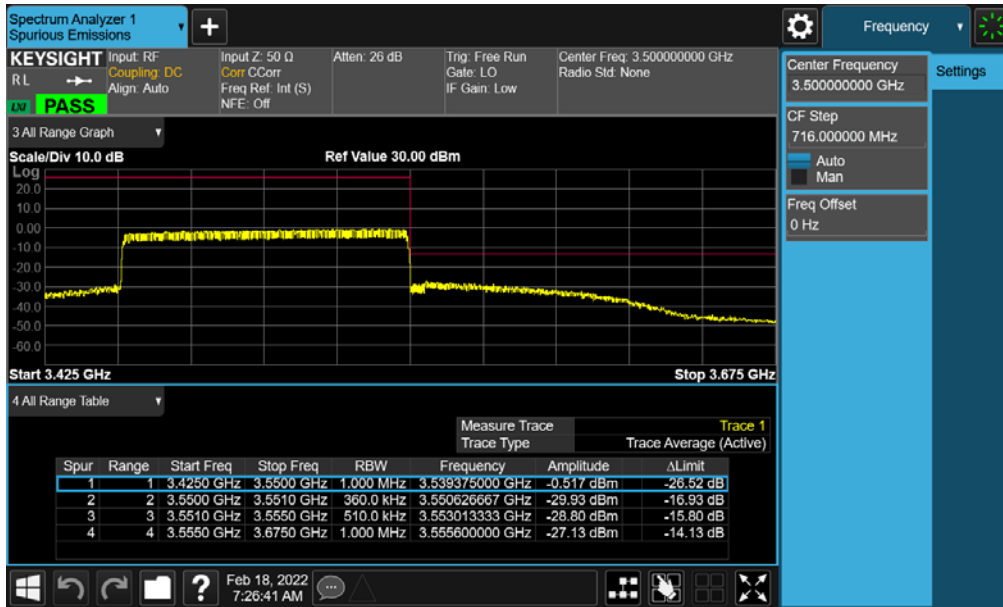 Spectrum Analyzer 1
Spurious Emissions
+
Frequency
KEYSIGHT
R L
LXI
PASS
Input: RF
Coupling: DC
Align: Auto
Input Z: 50 Ω
Corr CCorr
Freq Ref: Int (S)
NFE: Off
Atten: 26 dB
Trig: Free Run
Gate: LO
IF Gain: Low
Center Freq: 3.500000000 GHz
Radio Std: None
Center Frequency
3.500000000 GHz
Settings
CF Step
716.000000 MHz
Auto
Man
Freq Offset
0 Hz
3 All Range Graph
Scale/Div 10.0 dB
Ref Value 30.00 dBm
Log
20.0
10.0
0.00
-10.0
-20.0
-30.0
-40.0
-50.0
-60.0
Start 3.425 GHz
Stop 3.675 GHz
4 All Range Table
Measure Trace Trace 1
Trace Type Trace Average (Active)
Spur Range Start Freq Stop Freq RBW Frequency Amplitude ΔLimit
1 1 3.4250 GHz 3.5500 GHz 1.000 MHz 3.539375000 GHz -0.517 dBm -26.52 dB
2 2 3.5500 GHz 3.5510 GHz 360.0 kHz 3.550626667 GHz -29.93 dBm -16.93 dB
3 3 3.5510 GHz 3.5550 GHz 510.0 kHz 3.553013333 GHz -28.80 dBm -15.80 dB
4 4 3.5550 GHz 3.6750 GHz 1.000 MHz 3.555600000 GHz -27.13 dBm -14.13 dB
?
Feb 18, 2022
7:26:41 AM